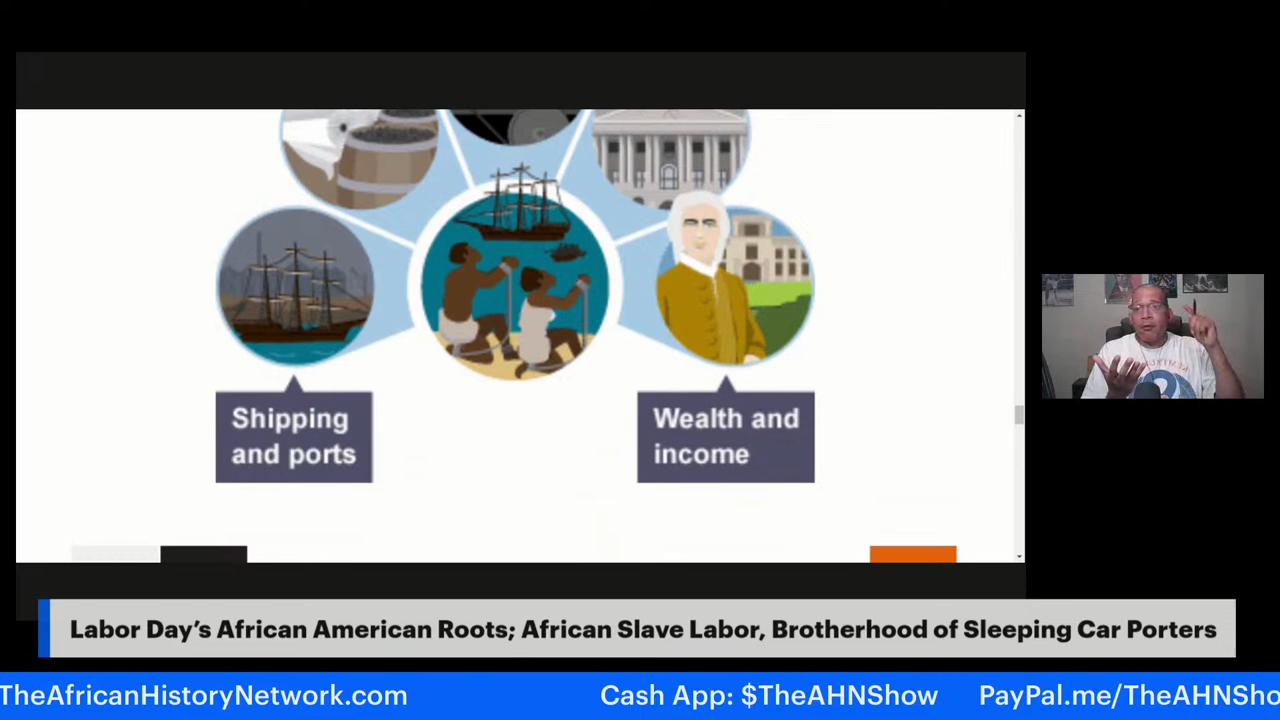 Shipping
and ports
Wealth and
income
Labor Day’s African American Roots; African Slave Labor, Brotherhood of Sleeping Car Porters
TheAfricanHistoryNetwork.com Cash App: $TheAHNShow PayPal.me/TheAHNSho